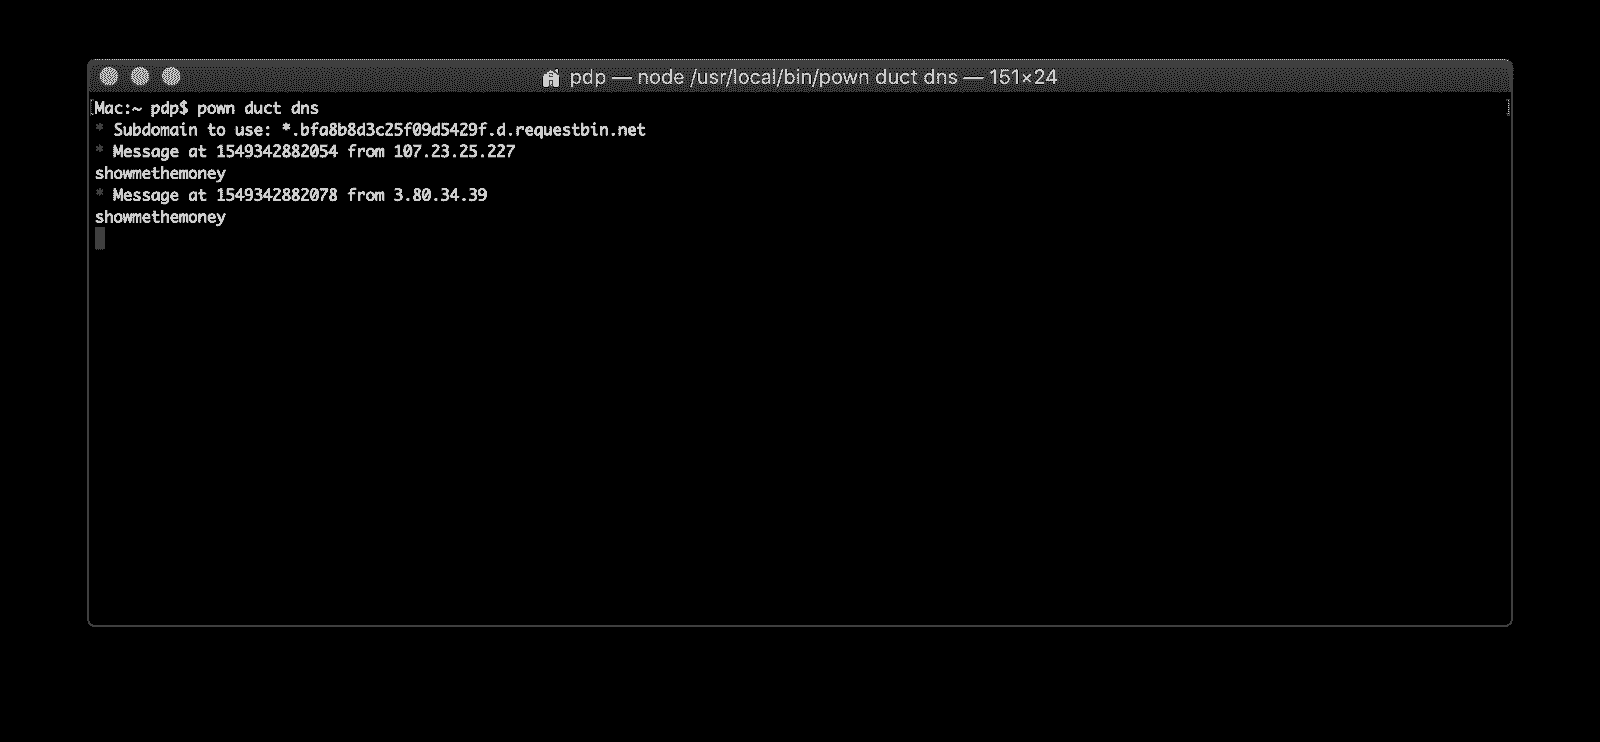 pdp — node /usr/local/bin/pown duct dns — 151×24
Mac:~ pdp$ pown duct dns
* Subdomain to use: *.bfa8b8d3c25f09d5429f.d.requestbin.net
* Message at 1549342882054 from 107.23.25.227
showmethemoney
* Message at 1549342882078 from 3.80.34.39
showmethemoney